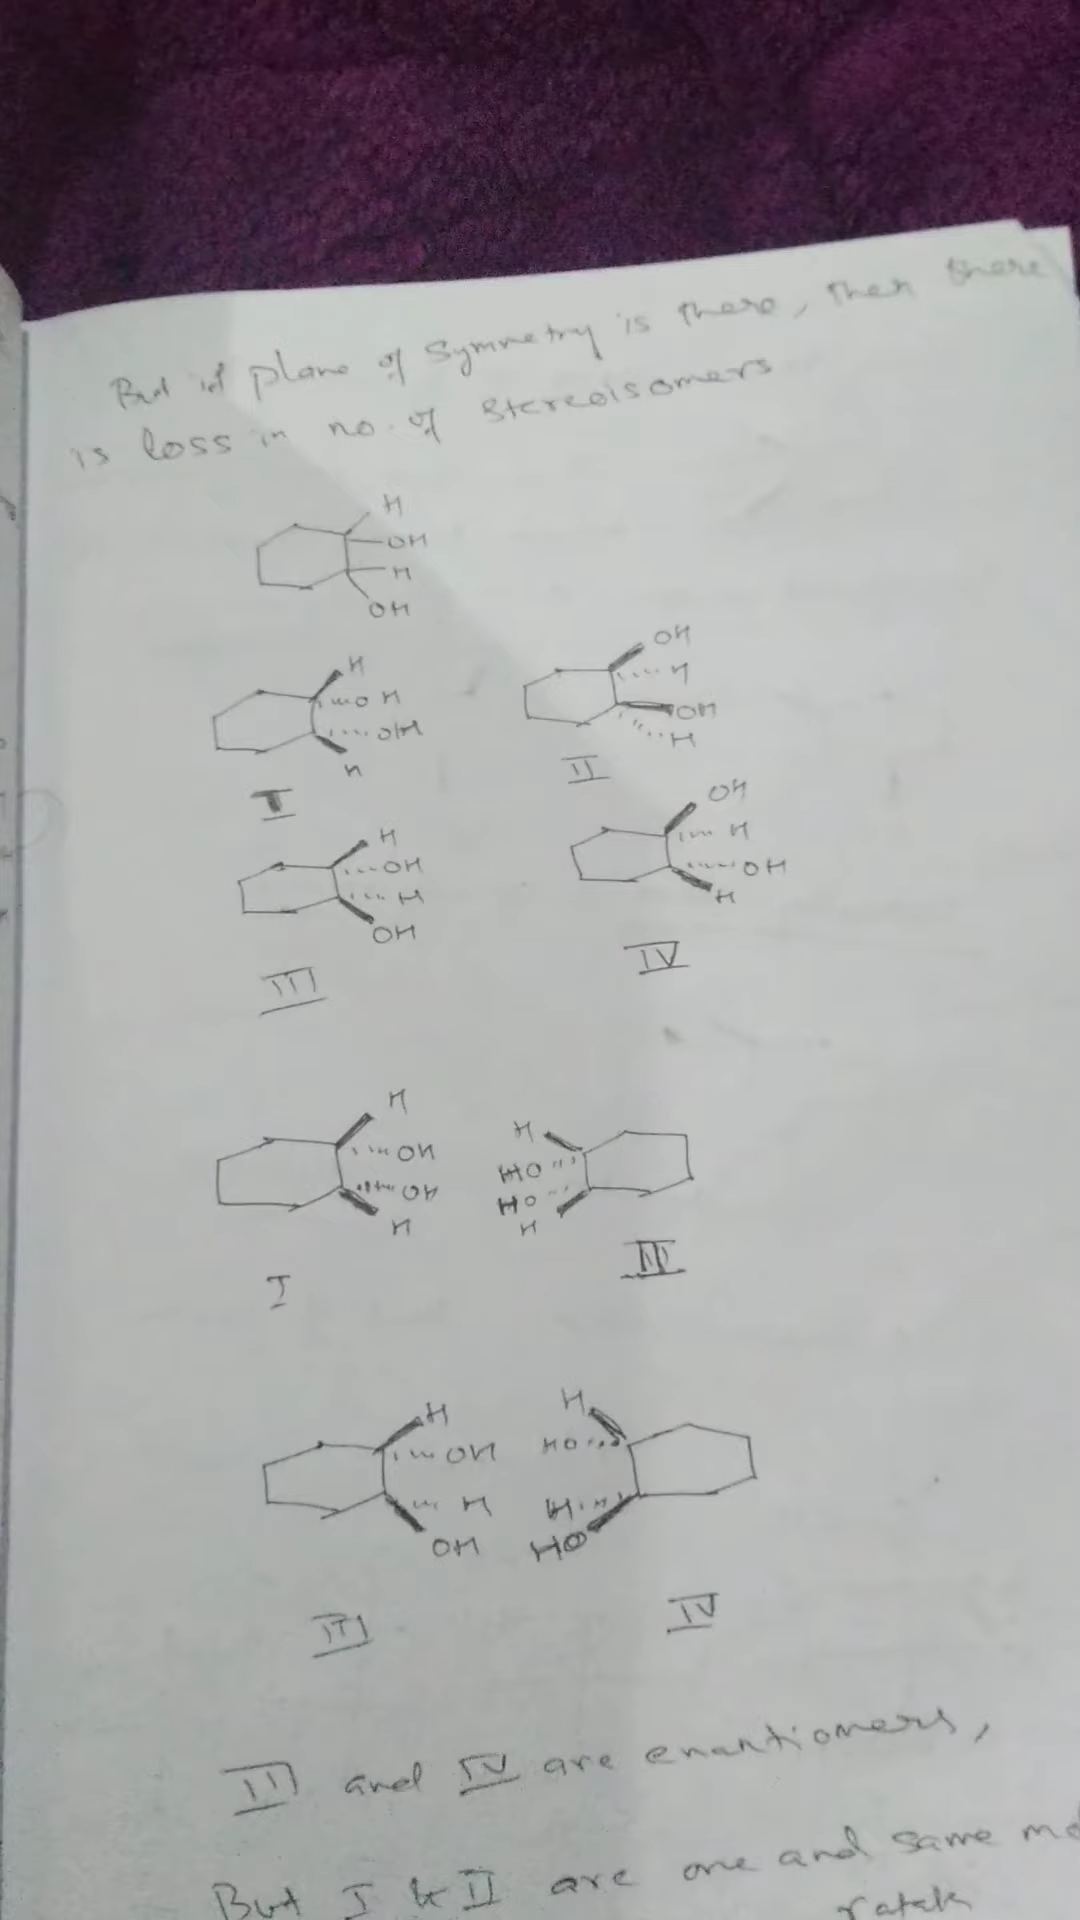 But if plane of symmetry is there, then there
is loss in no. of stereoisomers
H
OH
H
OH
H
OH
OH
H
I
OH
H
OH
H
II
H
OH
H
OH
III
OH
H
OH
H
IV
H
OH
OH
H
I
H
HO
HO
H
II
H
OH
H
OH
III
H
HO
H
HO
IV
III and IV are enantiomers,
But I & II are one and same